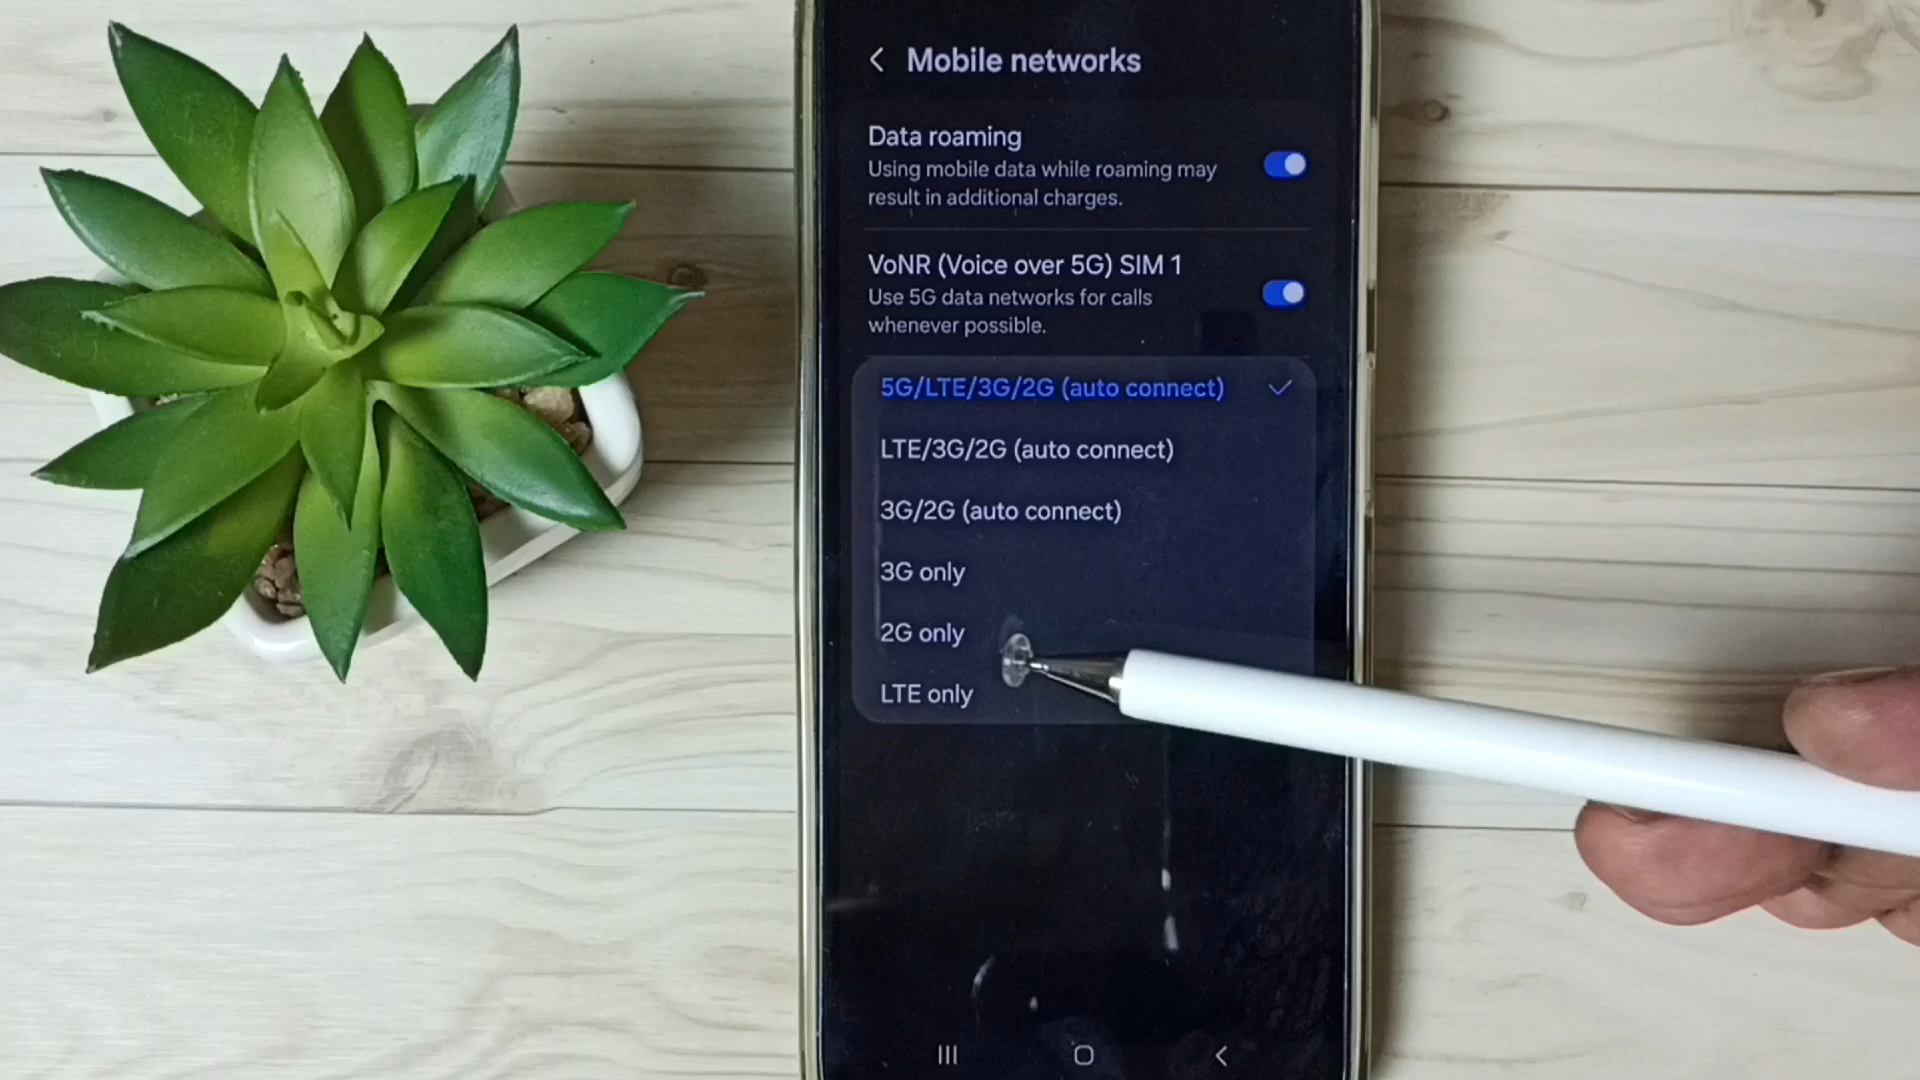 Mobile networks
Data roaming
Using mobile data while roaming may
result in additional charges.
VoNR (Voice over 5G) SIM 1
Use 5G data networks for calls
whenever possible.
5G/LTE/3G/2G (auto connect)
LTE/3G/2G (auto connect)
3G/2G (auto connect)
3G only
2G only
LTE only